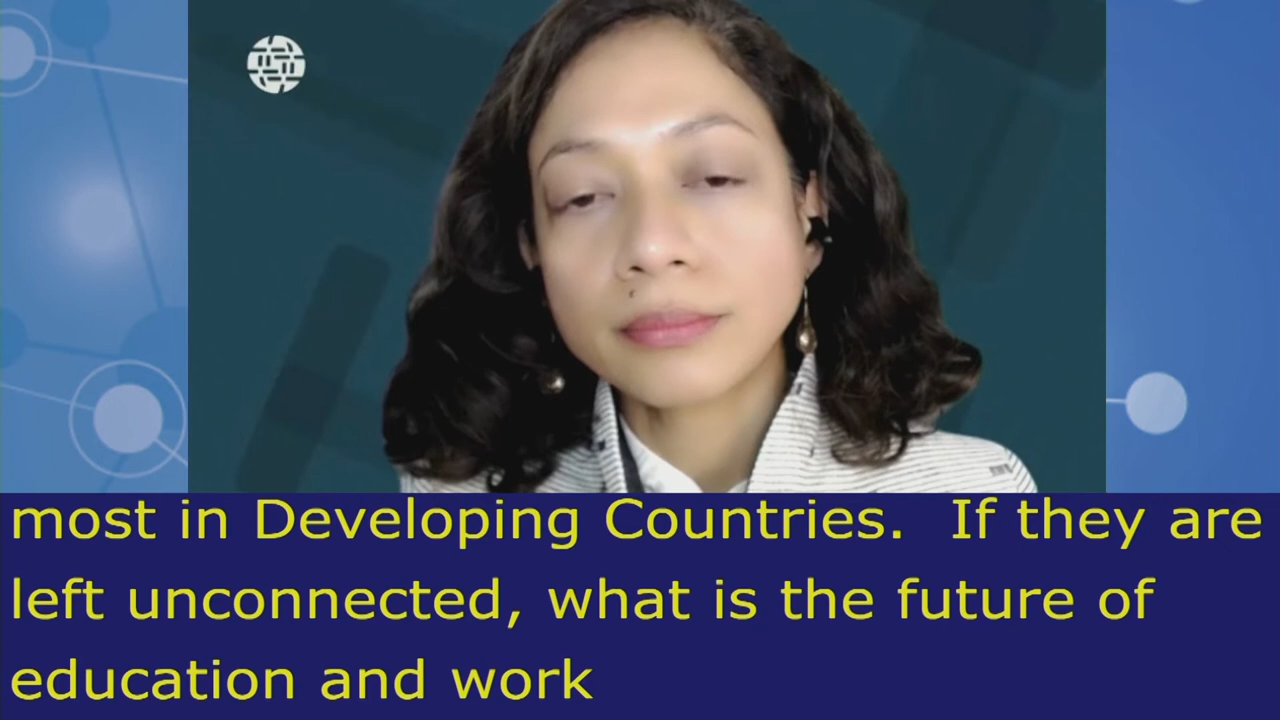 most in Developing Countries.  If they are
left unconnected, what is the future of
education and work